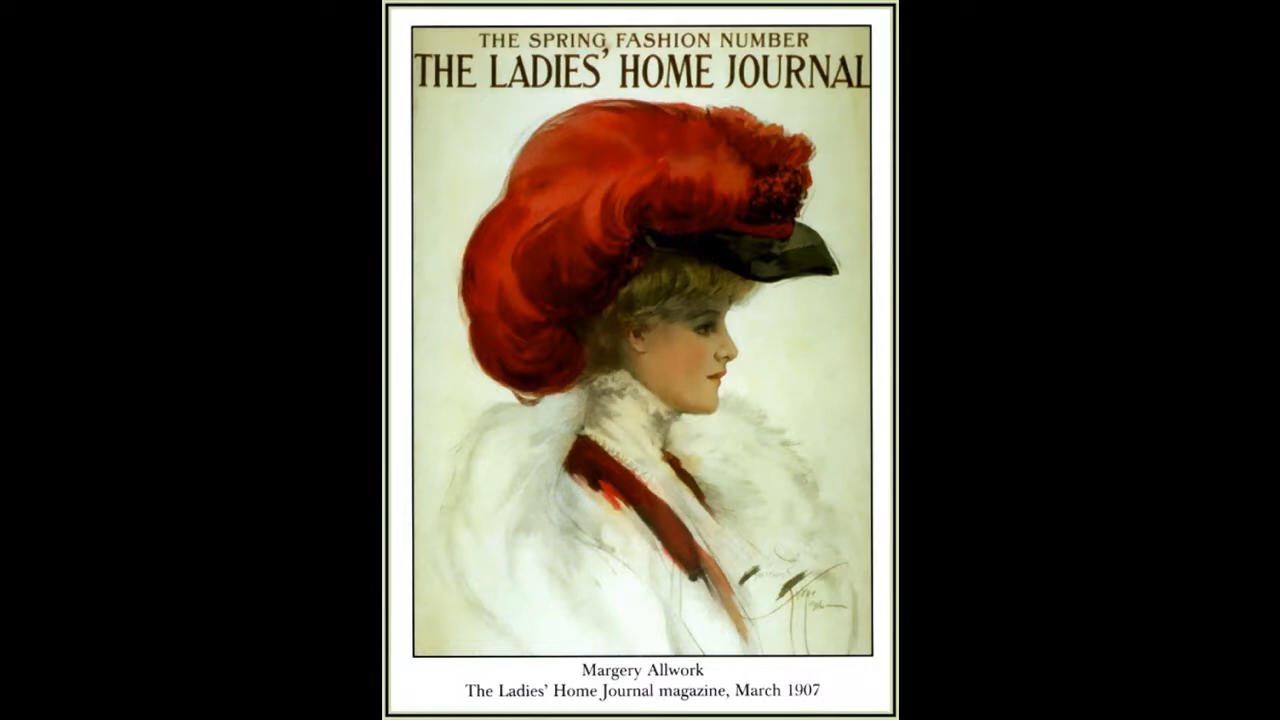 THE SPRING FASHION NUMBER
THE LADIES' HOME JOURNAL
Margery Allwork
The Ladies' Home Journal magazine, March 1907